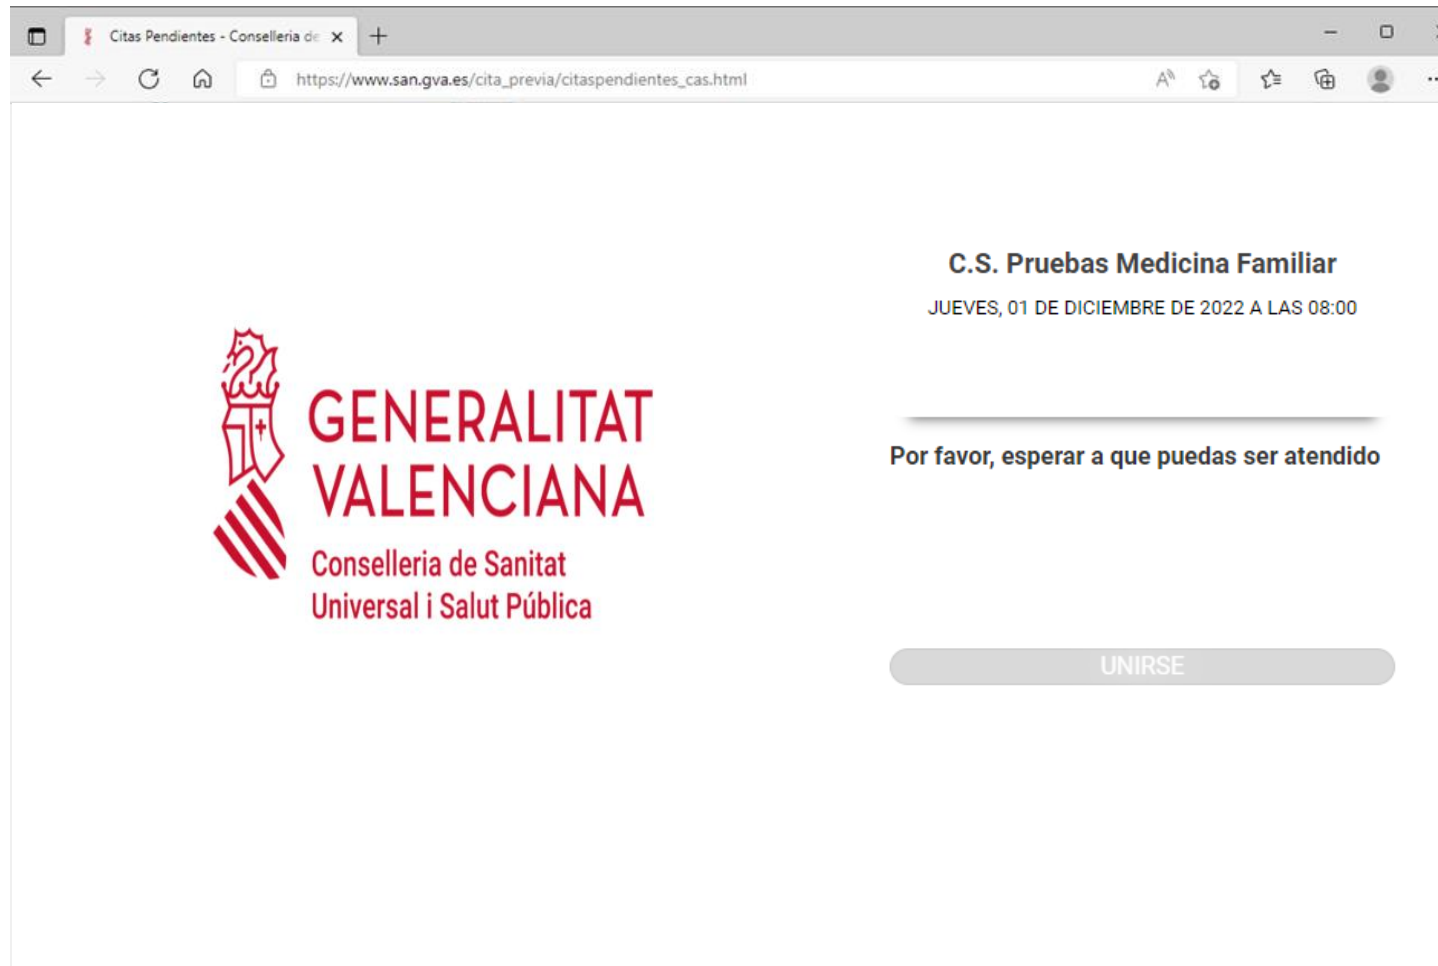 Citas Pendientes - Conselleria de
https://www.san.gva.es/cita_previa/citaspendientes_cas.html
C.S. Pruebas Medicina Familiar
JUEVES, 01 DE DICIEMBRE DE 2022 A LAS 08:00
GENERALITAT
VALENCIANA
Conselleria de Sanitat
Universal i Salut Pública
Por favor, esperar a que puedas ser atendido
UNIRSE